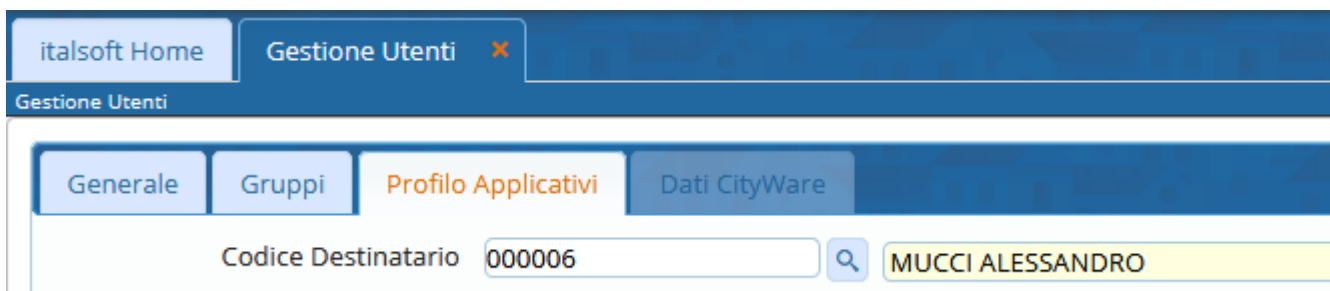 italsoft Home Gestione Utenti ×
Gestione Utenti
Generale Gruppi Profilo Applicativi Dati CityWare
Codice Destinatario 000006 MUCCI ALESSANDRO